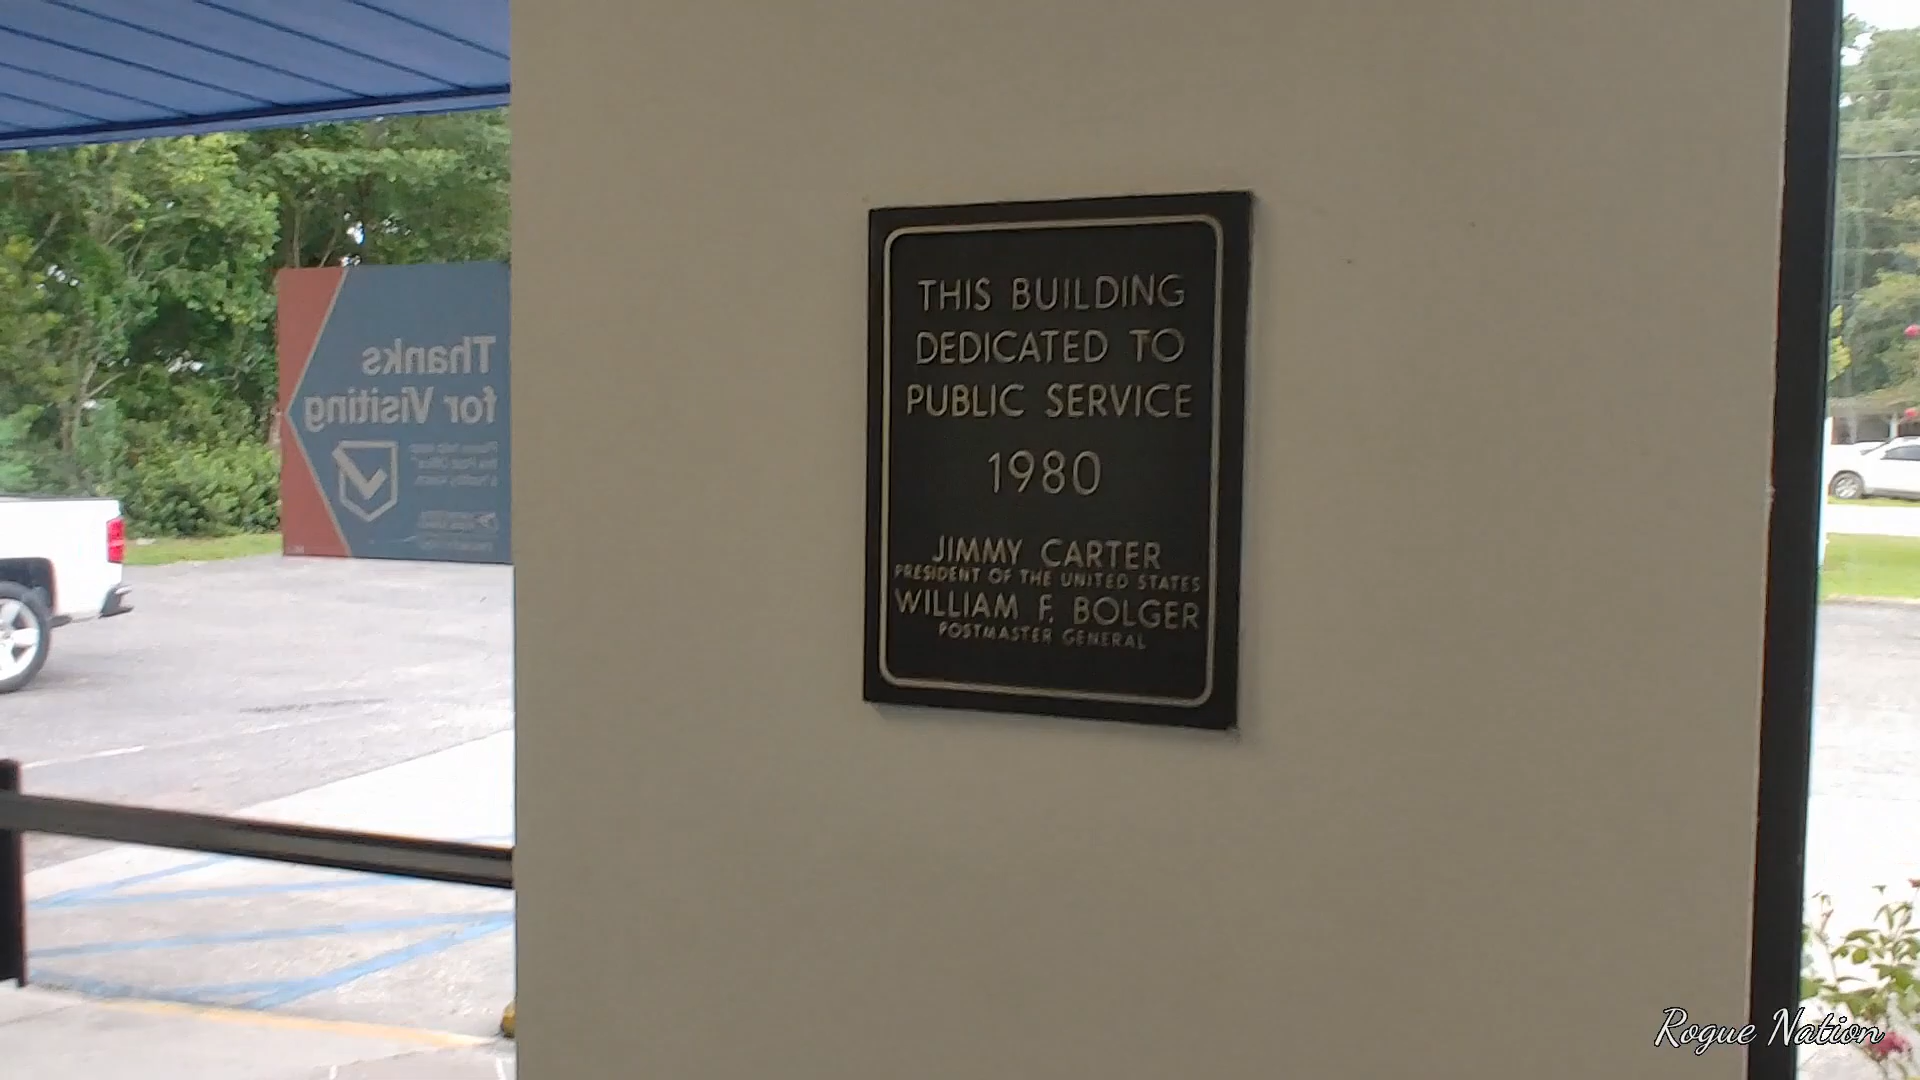 THIS BUILDING
DEDICATED TO
PUBLIC SERVICE
1980
JIMMY CARTER
PRESIDENT OF THE UNITED STATES
WILLIAM F. BOLGER
POSTMASTER GENERAL
Thanks
for Visiting
Rogue Nation